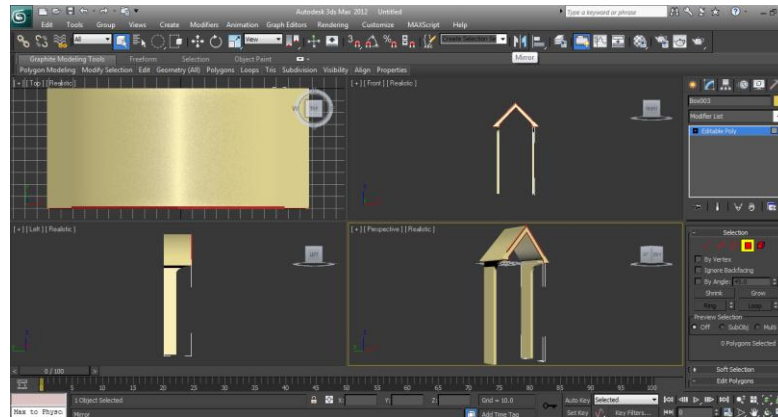 Autodesk 3ds Max 2012 Untitled
Type a keyword or phrase
Edit Tools Group Views Create Modifiers Animation Graph Editors Rendering Customize MAXScript Help
All
View
Create Selection Se
Mirror
Graphite Modeling Tools Freeform Selection Object Paint
Polygon Modeling Modify Selection Edit Geometry (All) Polygons Loops Tris Subdivision Visibility Align Properties
[ + ] [ Top ] [ Realistic ]
[ + ] [ Front ] [ Realistic ]
[ + ] [ Left ] [ Realistic ]
[ + ] [ Perspective ] [ Realistic ]
Box003
Modifier List
Editable Poly
Selection
By Vertex
Ignore Backfacing
By Angle:
Shrink Grow
Ring Loop
Preview Selection
Off SubObj Multi
0 Polygons Selected
Soft Selection
Edit Polygons
0 / 100
5 10 15 20 25 30 35 40 45 50 55 60 65 70 75 80 85 90 95 100
1 Object Selected
X: Y: Z:
Grid = 10.0
Auto Key Selected
Max to Physc
Mirror
Add Time Tag
Set Key Key Filters...